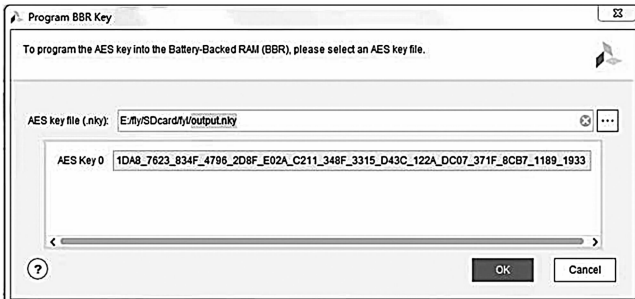 Program BBR Key
To program the AES key into the Battery-Backed RAM (BBR), please select an AES key file.
AES key file (.nky): E:/fly/SDcard/fyl/output.nky ...
AES Key 0 1DA8_7623_834F_4796_2D8F_E02A_C211_348F_3315_D43C_122A_DC07_371F_8CB7_1189_1933
? OK Cancel